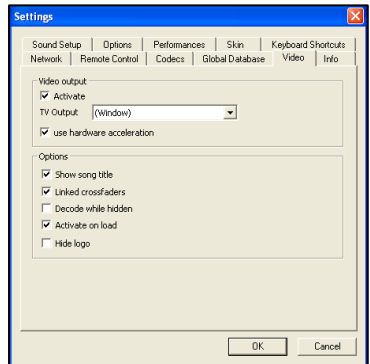 Settings
Sound Setup Options Performances Skin Keyboard Shortcuts
Network Remote Control Codecs Global Database Video Info
Video output
Activate
TV Output (Window)
use hardware acceleration
Options
Show song title
Linked crossfaders
Decode while hidden
Activate on load
Hide logo
OK Cancel